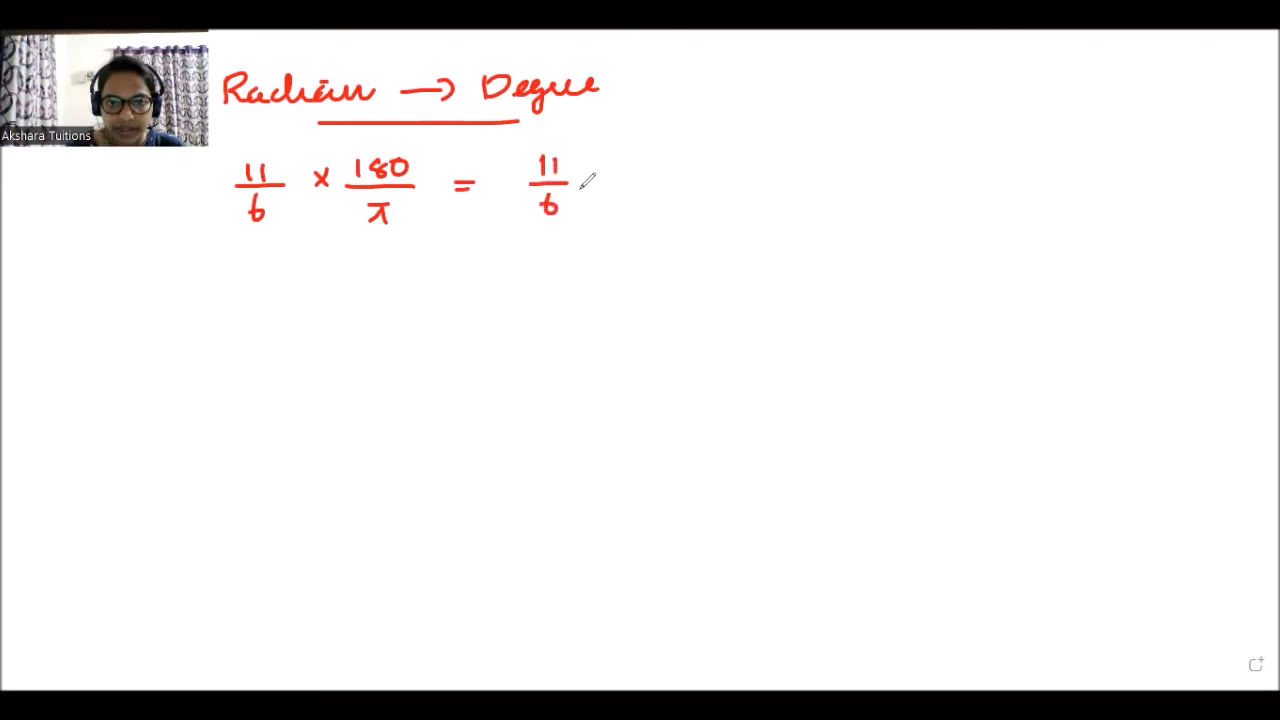 Radian → Degree
Akshara Tuitions
11/6 × 180/π = 11/6